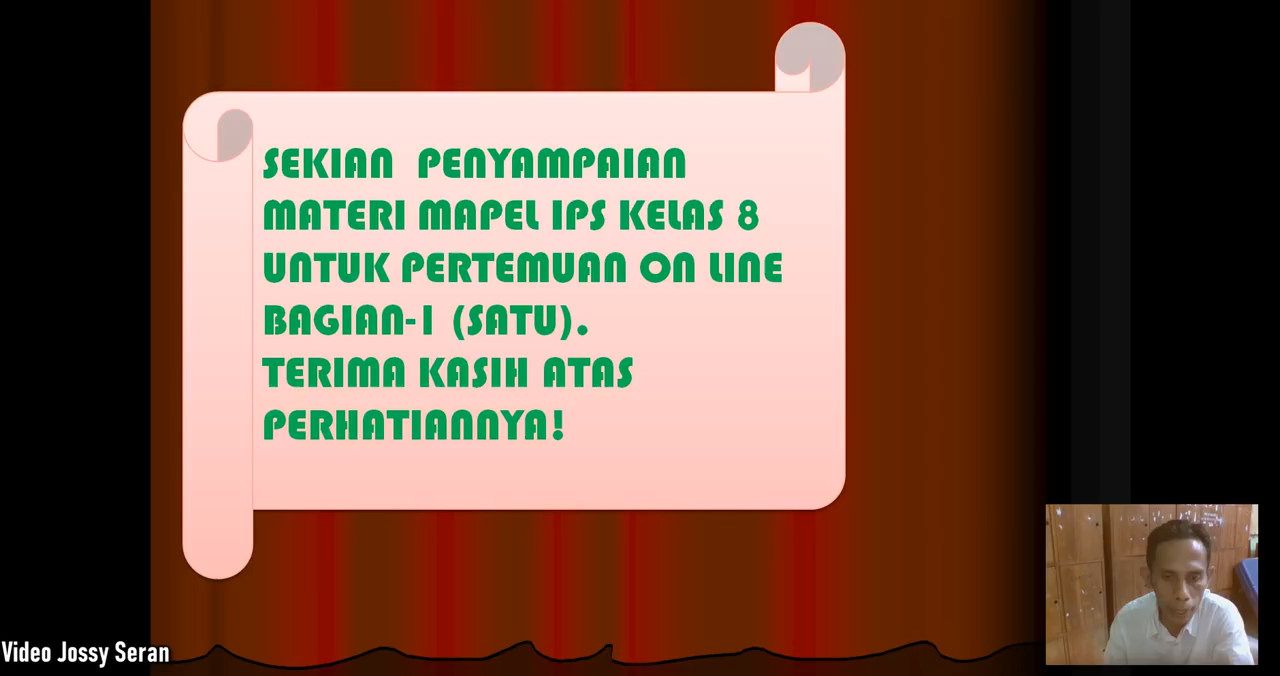 SEKIAN PENYAMPAIAN
MATERI MAPEL IPS KELAS 8
UNTUK PERTEMUAN ON LINE
BAGIAN-1 (SATU).
TERIMA KASIH ATAS
PERHATIANNYA!
Video Jossy Seran